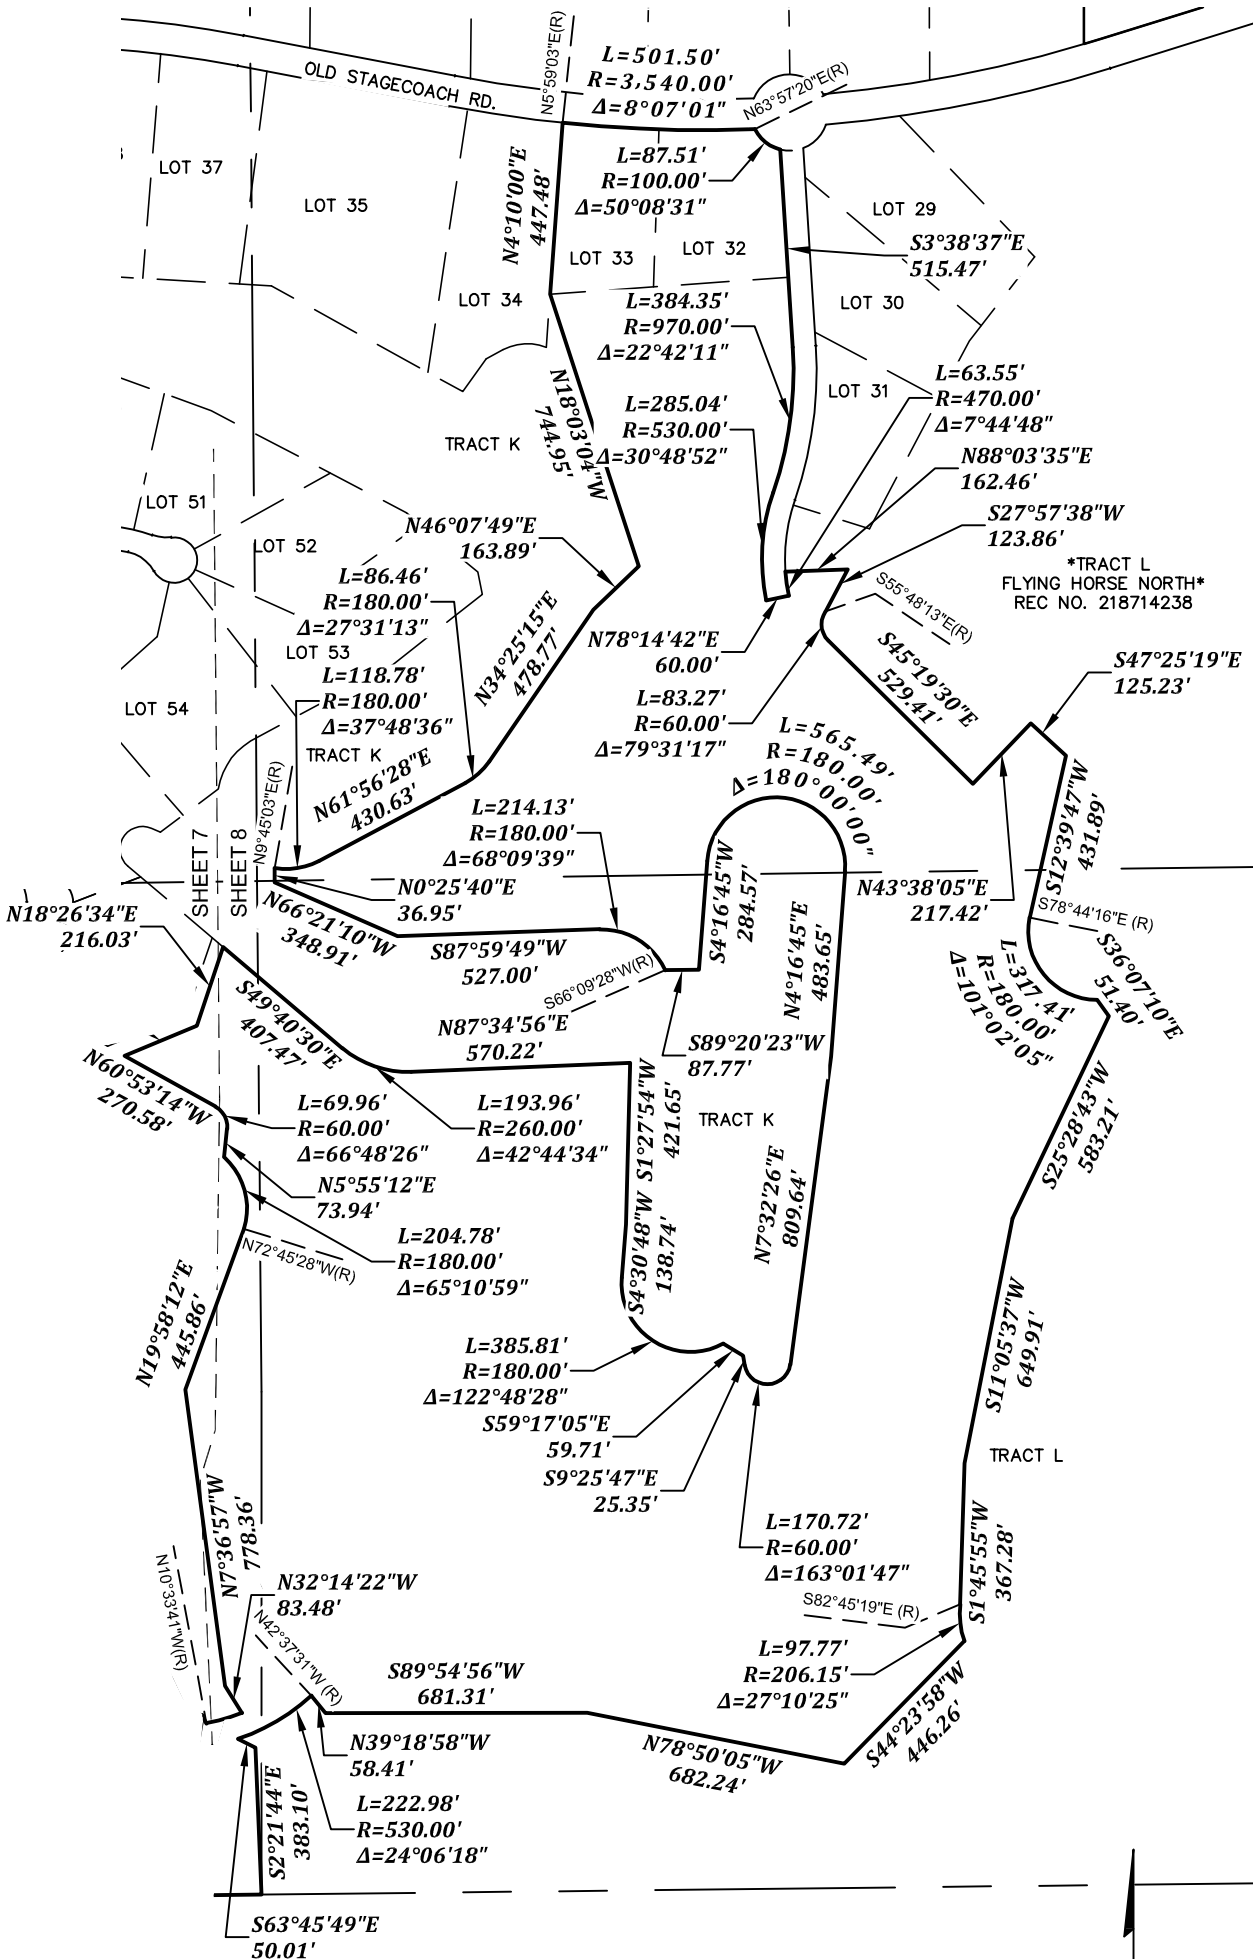 OLD STAGECOACH RD.
N5°59'03"E(R)
L=501.50'
R=3,540.00'
Δ=8°07'01"
N63°57'20"E(R)
LOT 37
LOT 35
N4°10'00"E
447.48'
L=87.51'
R=100.00'
Δ=50°08'31"
LOT 29
LOT 33
LOT 32
S3°38'37"E
515.47'
LOT 34
L=384.35'
R=970.00'
Δ=22°42'11"
LOT 30
N18°03'04"W
744.95'
L=285.04'
R=530.00'
Δ=30°48'52"
LOT 31
L=63.55'
R=470.00'
Δ=7°44'48"
TRACT K
N88°03'35"E
162.46'
LOT 51
LOT 52
N46°07'49"E
163.89'
S27°57'38"W
123.86'
*TRACT L
FLYING HORSE NORTH*
REC NO. 218714238
L=86.46'
R=180.00'
Δ=27°31'13"
S55°48'13"E(R)
N34°25'15"E
478.77'
N78°14'42"E
60.00'
S45°19'30"E
529.41'
LOT 53
S47°25'19"E
125.23'
L=118.78'
R=180.00'
Δ=37°48'36"
LOT 54
L=83.27'
R=60.00'
Δ=79°31'17"
TRACT K
N61°56'28"E
430.63'
L=565.49'
R=180.00'
Δ=180°00'00"
N9°45'03"E(R)
L=214.13'
R=180.00'
Δ=68°09'39"
S12°39'47"W
431.89'
SHEET 7
SHEET 8
S4°16'45"W
284.57'
N0°25'40"E
36.95'
N43°38'05"E
217.42'
N18°26'34"E
216.03'
N66°21'10"W
348.91'
S87°59'49"W
527.00'
N4°16'45"E
483.65'
S78°44'16"E (R)
S36°07'10"E
51.40'
L=317.41'
R=180.00'
Δ=101°02'05"
S66°09'28"W(R)
S49°40'30"E
407.47'
N87°34'56"E
570.22'
S89°20'23"W
87.77'
N60°53'14"W
270.58'
L=69.96'
R=60.00'
Δ=66°48'26"
L=193.96'
R=260.00'
Δ=42°44'34"
S1°27'54"W
421.65'
TRACT K
S25°28'43"W
583.21'
N5°55'12"E
73.94'
N7°32'26"E
809.64'
L=204.78'
R=180.00'
Δ=65°10'59"
N72°45'28"W(R)
S4°30'48"W
138.74'
N19°58'12"E
445.86'
L=385.81'
R=180.00'
Δ=122°48'28"
S11°05'37"W
649.91'
S59°17'05"E
59.71'
S9°25'47"E
25.35'
TRACT L
N7°36'57"W
778.36'
L=170.72'
R=60.00'
Δ=163°01'47"
S1°45'55"W
367.28'
N10°33'41"W(R)
N32°14'22"W
83.48'
S82°45'19"E (R)
N42°37'31"W (R)
L=97.77'
R=206.15'
Δ=27°10'25"
S89°54'56"W
681.31'
S44°23'58"W
446.26'
N39°18'58"W
58.41'
N78°50'05"W
682.24'
S2°21'44"E
383.10'
L=222.98'
R=530.00'
Δ=24°06'18"
S63°45'49"E
50.01'